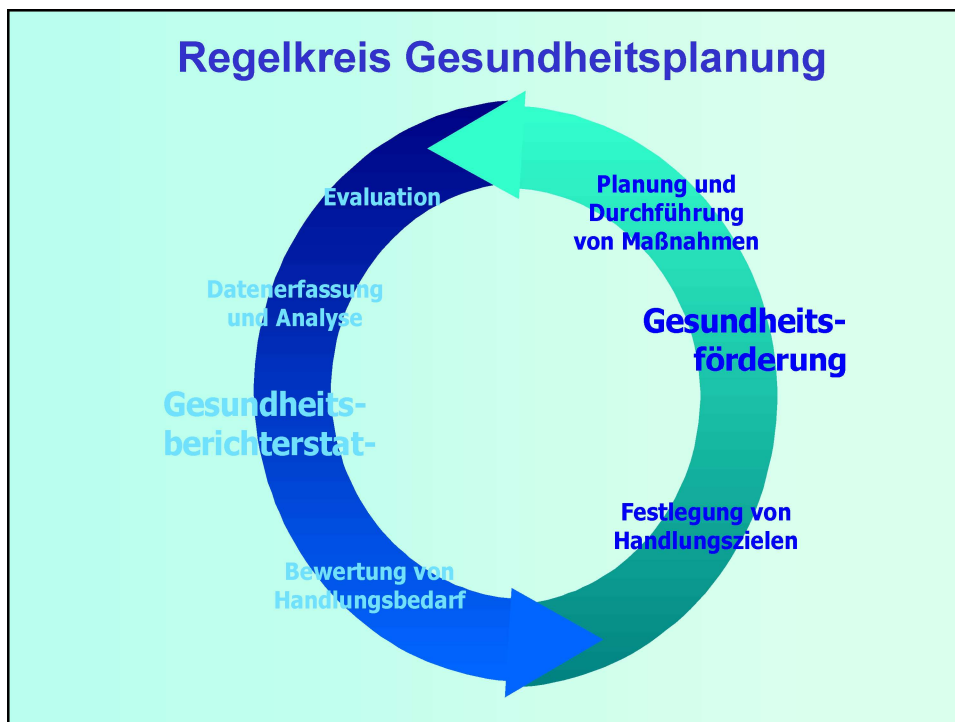 Regelkreis Gesundheitsplanung
Evaluation
Planung und
Durchführung
von Maßnahmen
Datenerfassung
und Analyse
Gesundheits-
förderung
Gesundheits-
berichterstat-
Festlegung von
Handlungszielen
Bewertung von
Handlungsbedarf